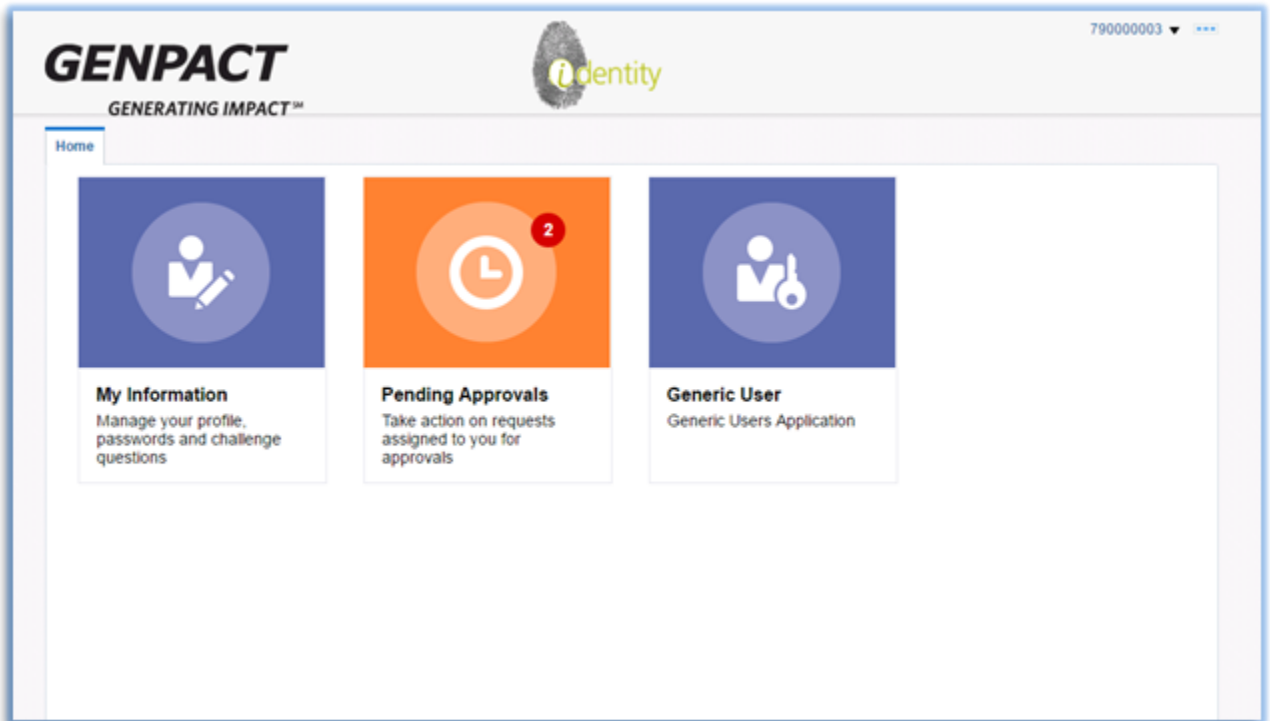 790000003
GENPACT
identity
GENERATING IMPACT℠
Home
2
My Information
Manage your profile,
passwords and challenge
questions
Pending Approvals
Take action on requests
assigned to you for
approvals
Generic User
Generic Users Application